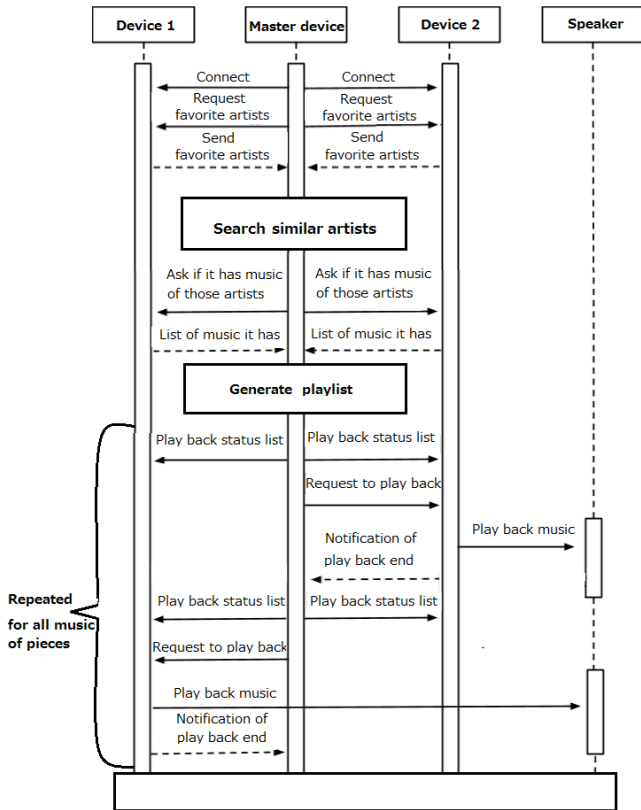 Device 1
Master device
Device 2
Speaker
Connect
Connect
Request
favorite artists
Request
favorite artists
Send
favorite artists
Send
favorite artists
Search similar artists
Ask if it has music
of those artists
Ask if it has music
of those artists
List of music it has
List of music it has
Generate playlist
Play back status list
Play back status list
Request to play back
Play back music
Notification of
play back end
Repeated
for all music
of pieces
Play back status list
Play back status list
Request to play back
Play back music
Notification of
play back end